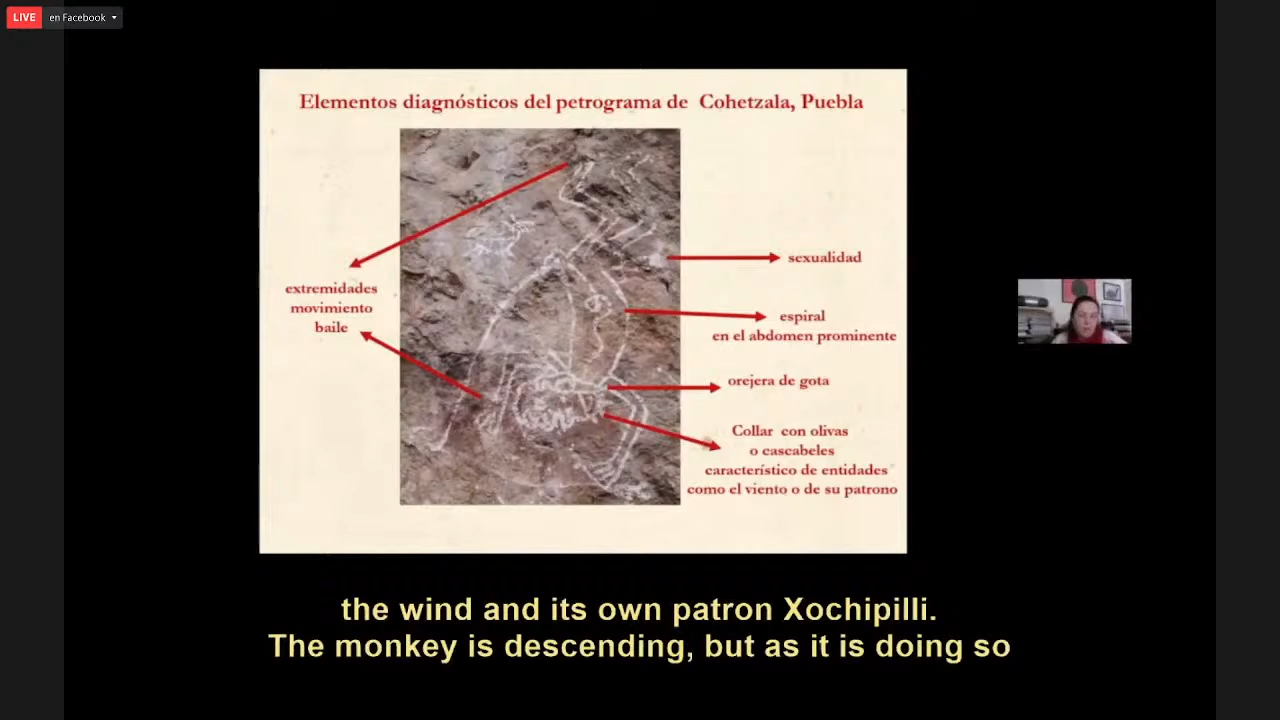 LIVE en Facebook
Elementos diagnósticos del petrograma de Cohetzala, Puebla
sexualidad
extremidades
movimiento
baile
espiral
en el abdomen prominente
orejera de gota
Collar con olivas
o cascabeles
característico de entidades
como el viento o de su patrono
the wind and its own patron Xochipilli.
The monkey is descending, but as it is doing so